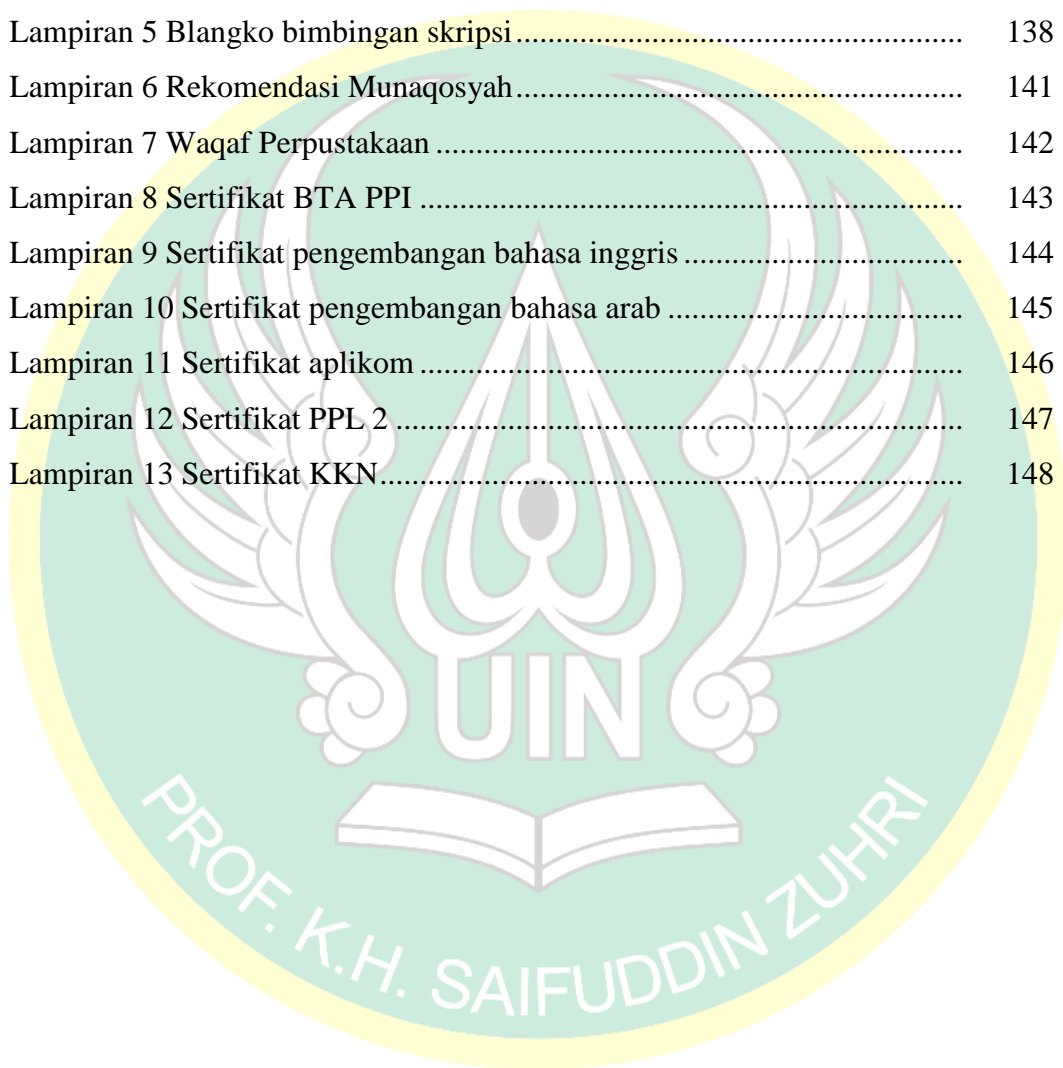 Lampiran 5 Blangko bimbingan skripsi.......................................................... 138
Lampiran 6 Rekomendasi Munaqosyah.......................................................... 141
Lampiran 7 Waqaf Perpustakaan .................................................................... 142
Lampiran 8 Sertifikat BTA PPI ...................................................................... 143
Lampiran 9 Sertifikat pengembangan bahasa inggris .................................... 144
Lampiran 10 Sertifikat pengembangan bahasa arab ...................................... 145
Lampiran 11 Sertifikat aplikom ...................................................................... 146
Lampiran 12 Sertifikat PPL 2 ......................................................................... 147
Lampiran 13 Sertifikat KKN........................................................................... 148
UIN
PROF. K.H. SAIFUDDIN ZUHRI